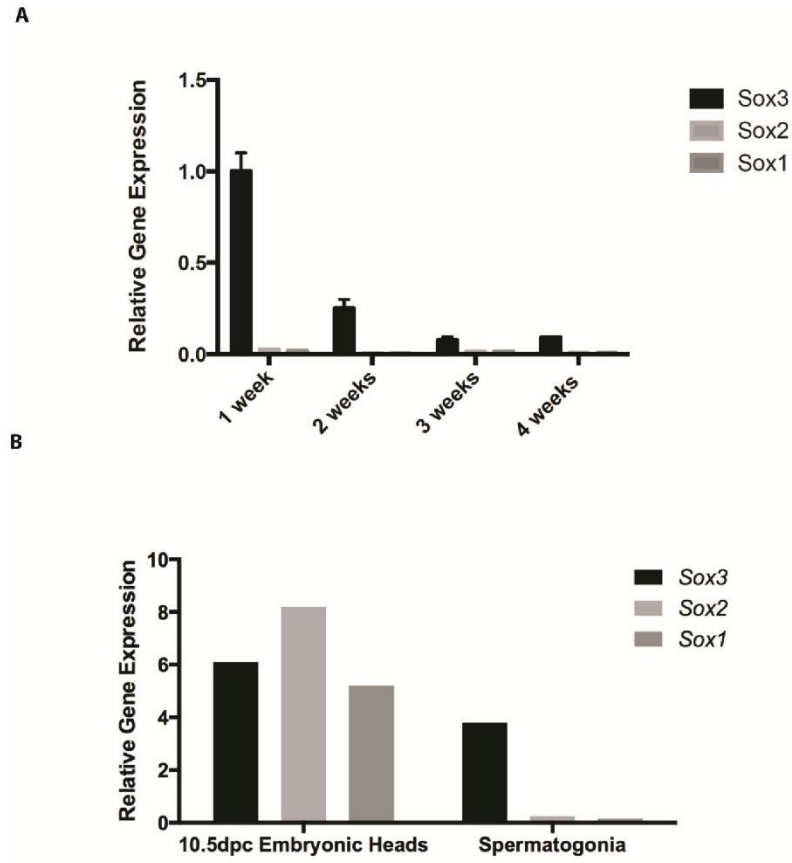 A
Relative Gene Expression
1.5
1.0
0.5
0.0
1 week
2 weeks
3 weeks
4 weeks
Sox3
Sox2
Sox1
B
Relative Gene Expression
10
8
6
4
2
0
10.5dpc Embryonic Heads
Spermatogonia
Sox3
Sox2
Sox1